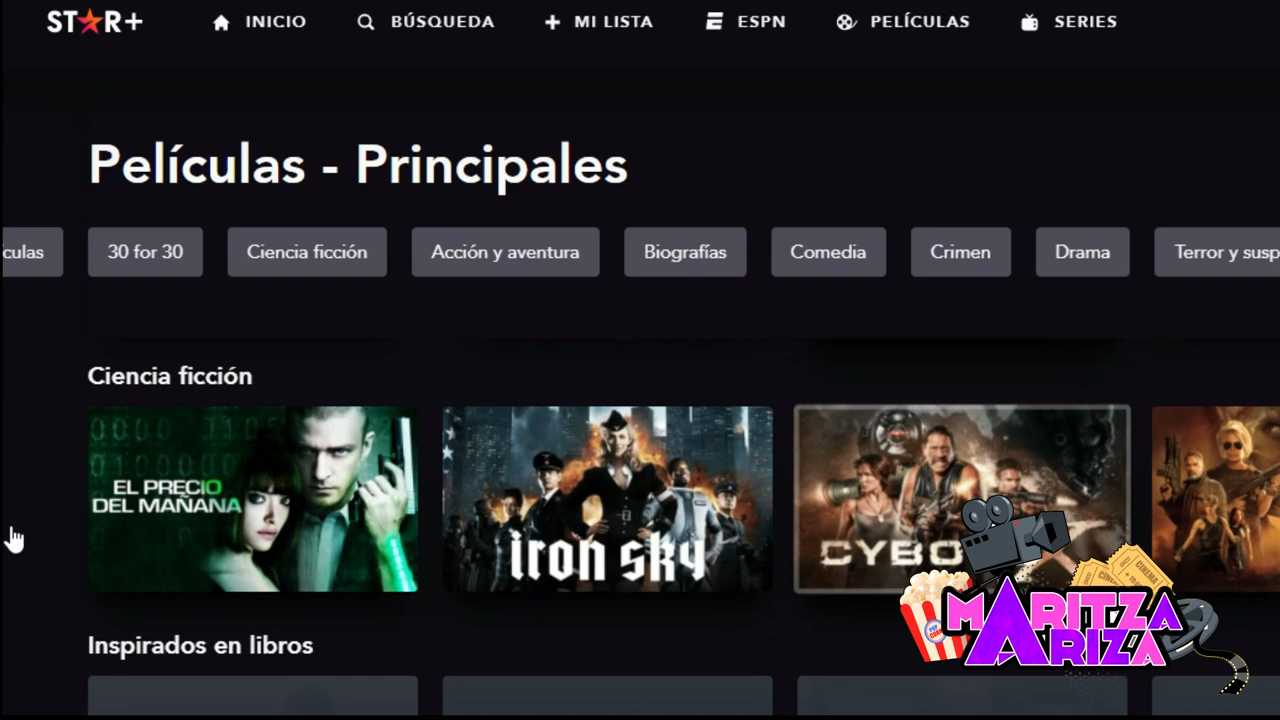 ST★R+ INICIO BÚSQUEDA MI LISTA ESPN PELÍCULAS SERIES
Películas - Principales
culas 30 for 30 Ciencia ficción Acción y aventura Biografías Comedia Crimen Drama Terror y susp
Ciencia ficción
EL PRECIO
DEL MAÑANA
iron sky
CYBO
MARITZA
ARIZA
Inspirados en libros